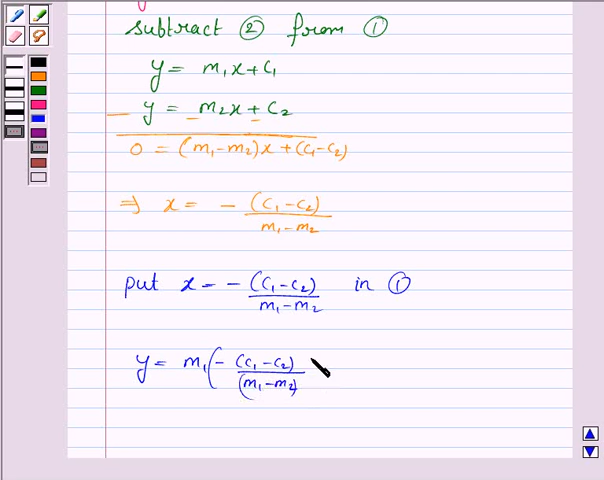 subtract ② from ①
y = m₁x + c₁
- y = m₂x + c₂
- -
0 = (m₁-m₂)x + (c₁-c₂)
⇒ x = - (c₁-c₂)/(m₁-m₂)
put x = - (c₁-c₂)/(m₁-m₂) in ①
y = m₁(- (c₁-c₂)/(m₁-m₂)